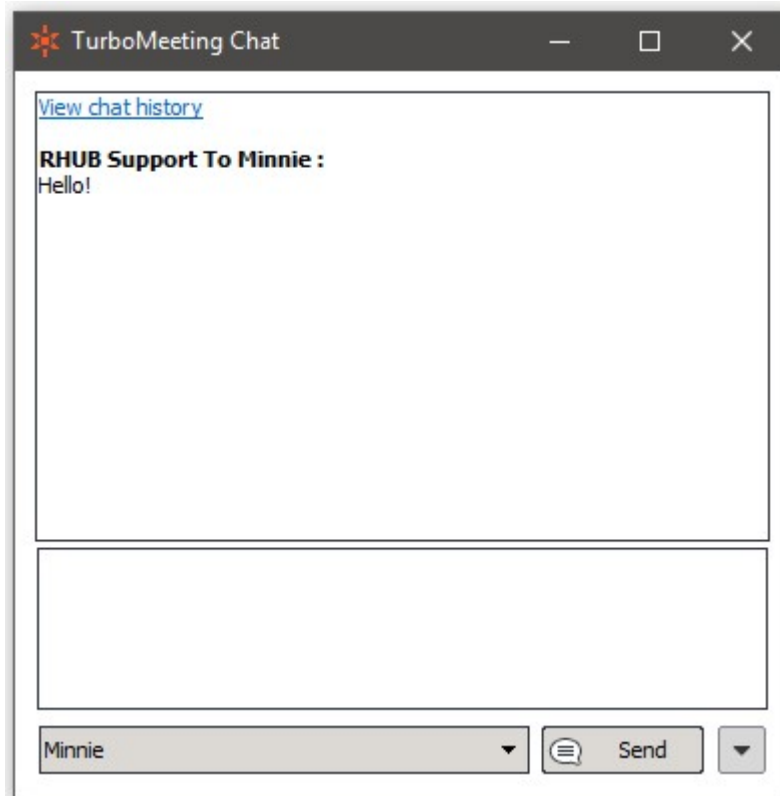 TurboMeeting Chat
View chat history
RHUB Support To Minnie :
Hello!
Minnie
Send